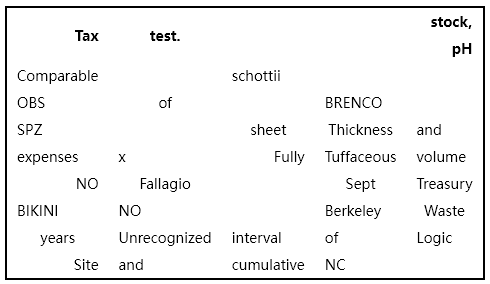 Tax test. stock, pH
Comparable schottii
OBS of BRENCO
SPZ sheet Thickness and
expenses x Fully Tuffaceous volume
NO Fallagio Sept Treasury
BIKINI NO Berkeley Waste
years Unrecognized interval of Logic
Site and cumulative NC